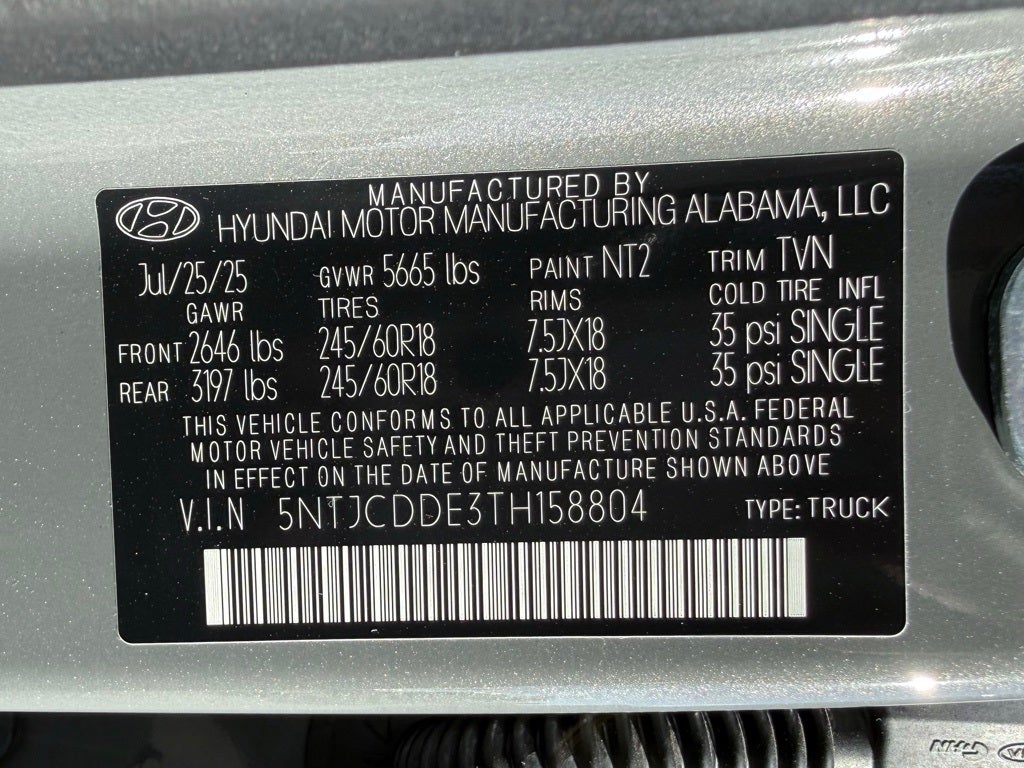 MANUFACTURED BY
HYUNDAI MOTOR MANUFACTURING ALABAMA, LLC
Jul/25/25 GVWR 5665 lbs PAINT NT2 TRIM TVN
GAWR TIRES RIMS COLD TIRE INFL
FRONT 2646 lbs 245/60R18 7.5JX18 35 psi SINGLE
REAR 3197 lbs 245/60R18 7.5JX18 35 psi SINGLE
THIS VEHICLE CONFORMS TO ALL APPLICABLE U.S.A. FEDERAL
MOTOR VEHICLE SAFETY AND THEFT PREVENTION STANDARDS
IN EFFECT ON THE DATE OF MANUFACTURE SHOWN ABOVE
V.I.N 5NTJCDDE3TH158804 TYPE: TRUCK